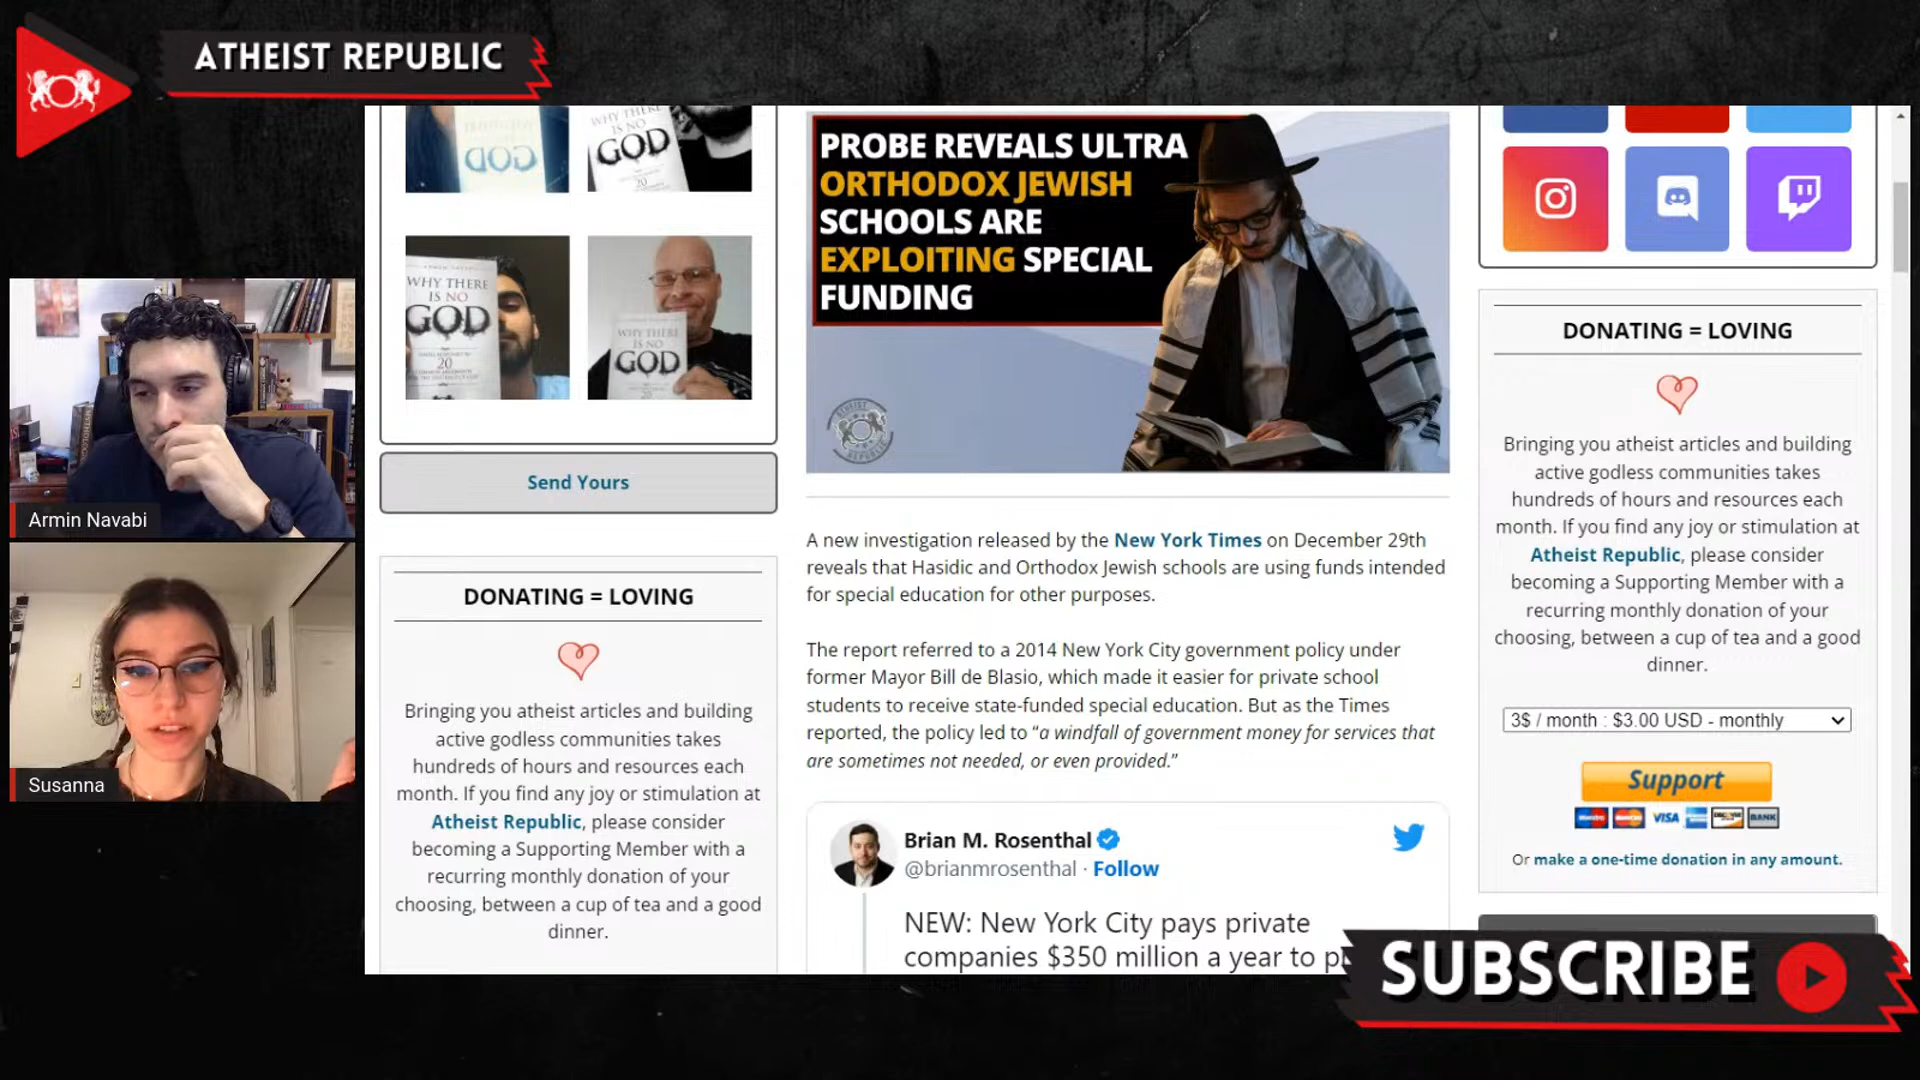 ATHEIST REPUBLIC
WHY THERE
IS NO
GOD
20
GOD
WHY THERE
IS NO
GOD
20
WHY THERE
IS NO
GOD
20
Send Yours
DONATING = LOVING
Bringing you atheist articles and building
active godless communities takes
hundreds of hours and resources each
month. If you find any joy or stimulation at
Atheist Republic, please consider
becoming a Supporting Member with a
recurring monthly donation of your
choosing, between a cup of tea and a good
dinner.
PROBE REVEALS ULTRA
ORTHODOX JEWISH
SCHOOLS ARE
EXPLOITING SPECIAL
FUNDING
ATHEIST
REPUBLIC
A new investigation released by the New York Times on December 29th
reveals that Hasidic and Orthodox Jewish schools are using funds intended
for special education for other purposes.
The report referred to a 2014 New York City government policy under
former Mayor Bill de Blasio, which made it easier for private school
students to receive state-funded special education. But as the Times
reported, the policy led to “a windfall of government money for services that
are sometimes not needed, or even provided.”
Brian M. Rosenthal
@brianmrosenthal · Follow
NEW: New York City pays private
companies $350 million a year to p
DONATING = LOVING
Bringing you atheist articles and building
active godless communities takes
hundreds of hours and resources each
month. If you find any joy or stimulation at
Atheist Republic, please consider
becoming a Supporting Member with a
recurring monthly donation of your
choosing, between a cup of tea and a good
dinner.
3$ / month : $3.00 USD - monthly
Support
VISA
BANK
Or make a one-time donation in any amount.
Armin Navabi
Susanna
SUBSCRIBE